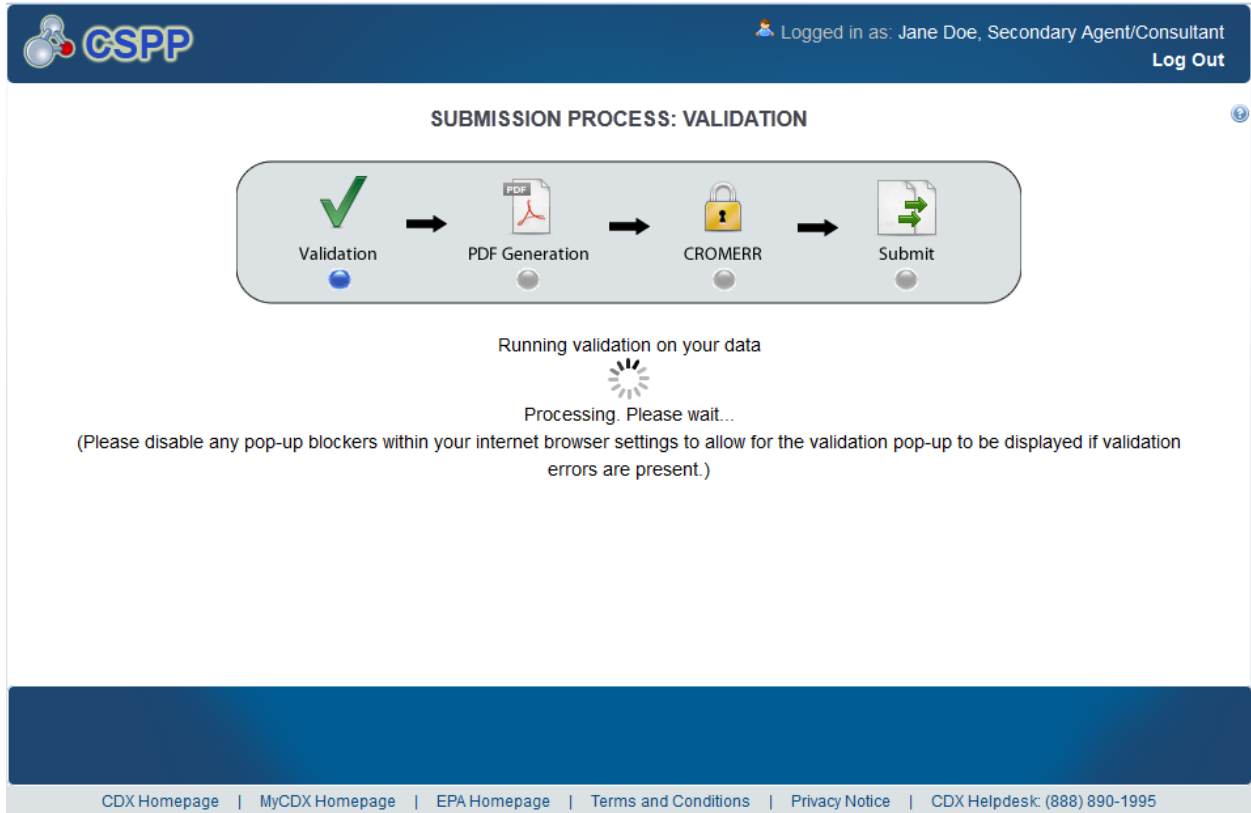 CSPP
Logged in as: Jane Doe, Secondary Agent/Consultant
Log Out
SUBMISSION PROCESS: VALIDATION
PDF
Validation
PDF Generation
CROMERR
Submit
Running validation on your data
Processing. Please wait...
(Please disable any pop-up blockers within your internet browser settings to allow for the validation pop-up to be displayed if validation
errors are present.)
CDX Homepage | MyCDX Homepage | EPA Homepage | Terms and Conditions | Privacy Notice | CDX Helpdesk: (888) 890-1995